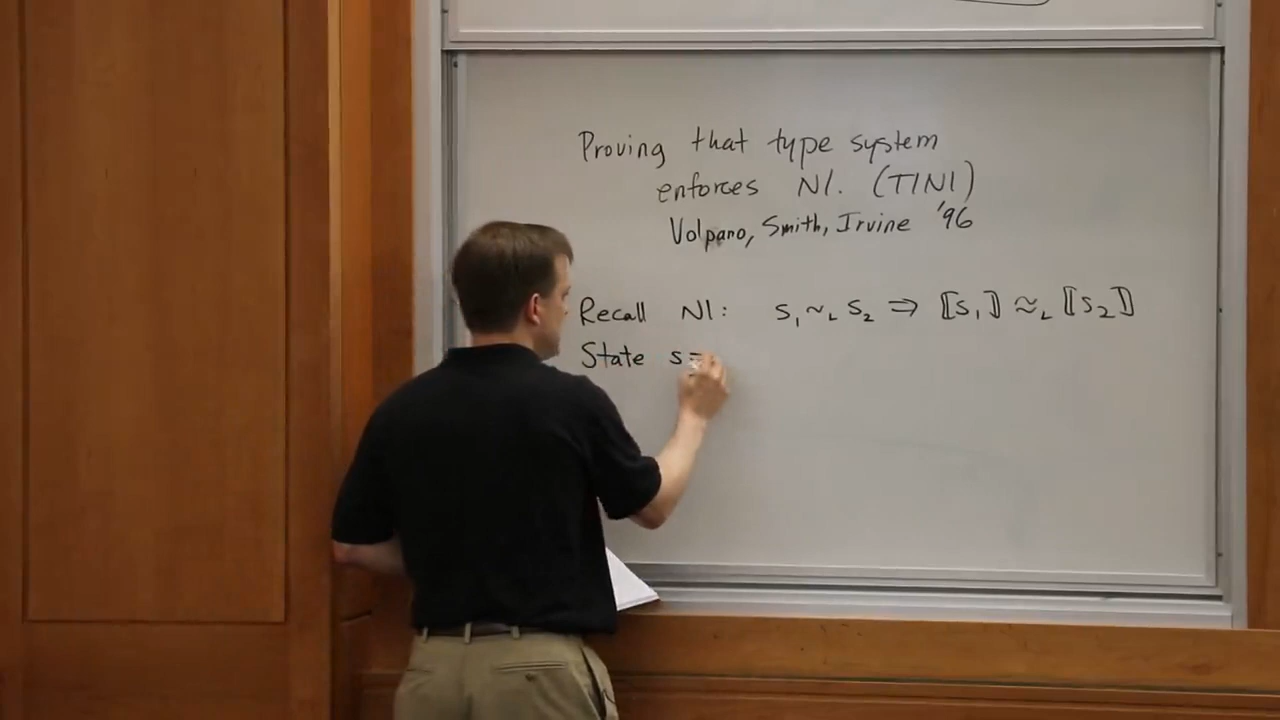 Proving that type system
enforces NI. (TINI)
Volpano, Smith, Irvine '96
Recall NI: s₁ ~ₗ s₂ ⇒ ⟦s₁⟧ ≈ₗ ⟦s₂⟧
State s=